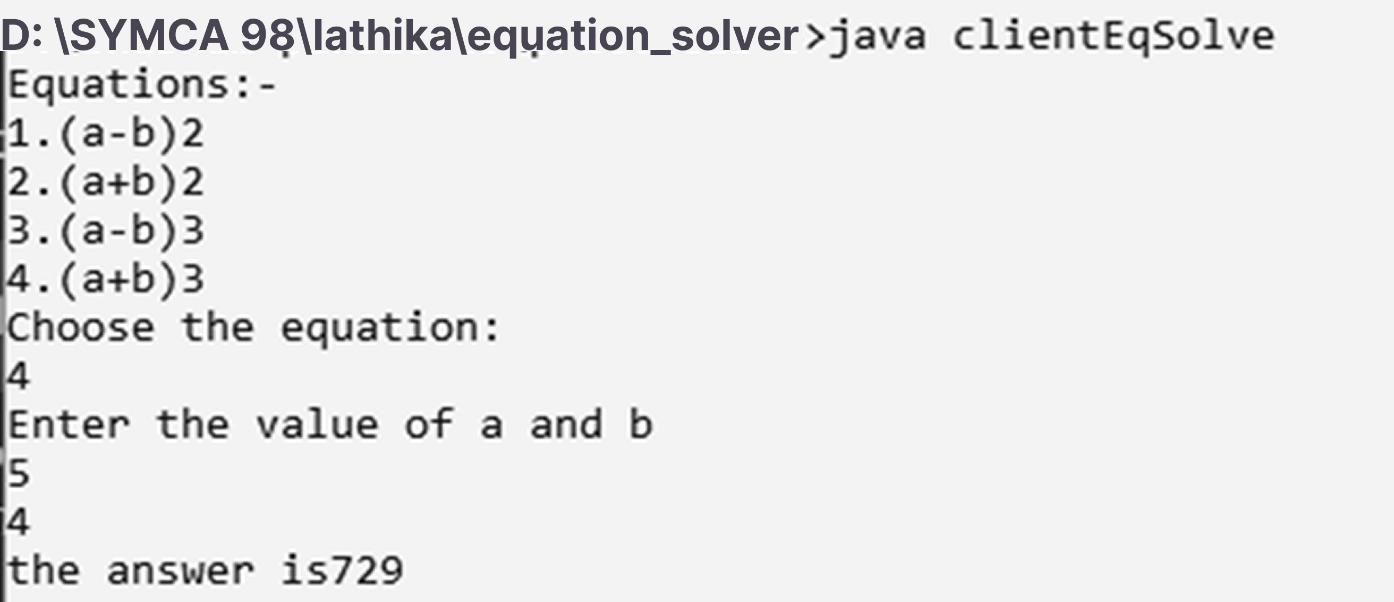 D: \SYMCA 98\lathika\equation_solver>java clientEqSolve
Equations:-
1.(a-b)2
2.(a+b)2
3.(a-b)3
4.(a+b)3
Choose the equation:
4
Enter the value of a and b
5
4
the answer is729